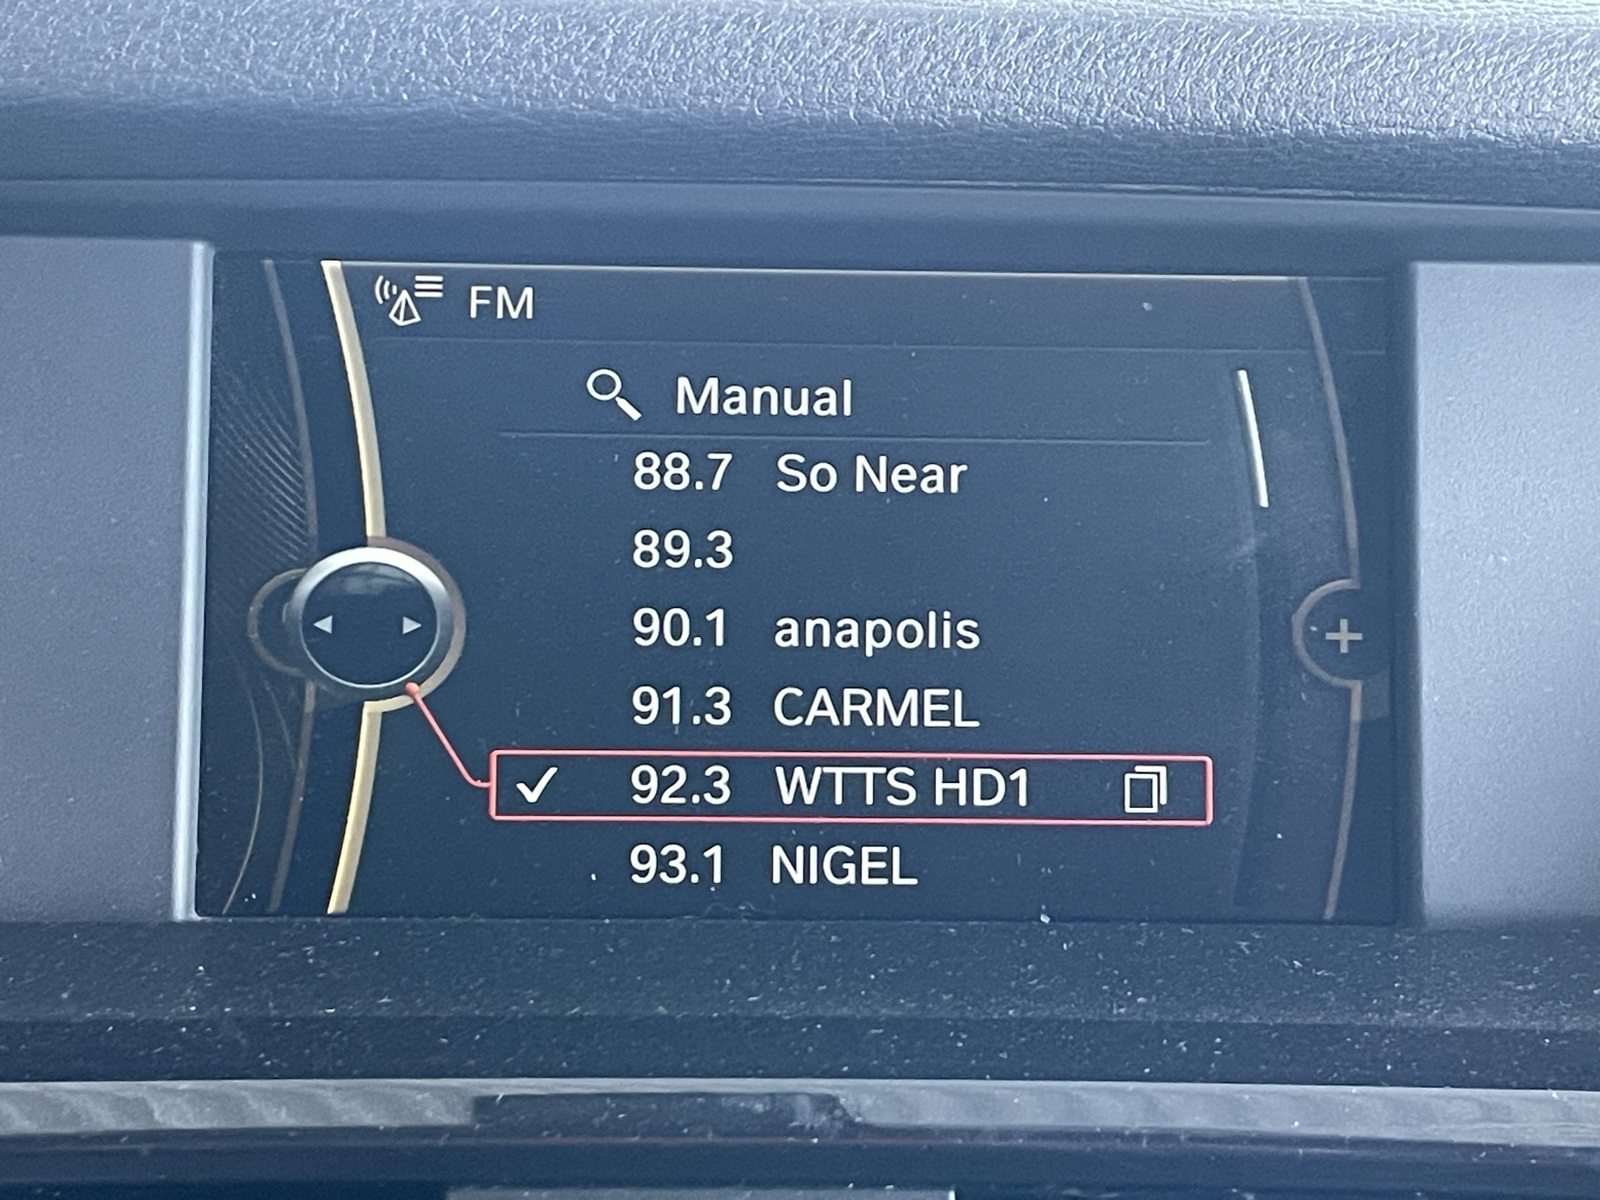 FM
Manual
88.7 So Near
89.3
90.1 anapolis
91.3 CARMEL
92.3 WTTS HD1
93.1 NIGEL